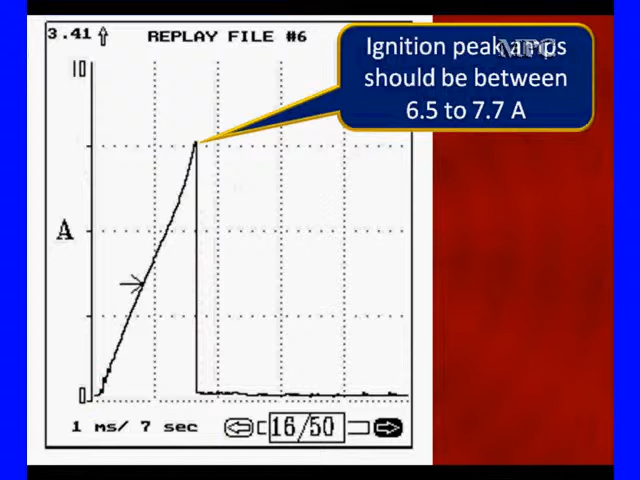 3.41 REPLAY FILE #6
Ignition peak amps
should be between
6.5 to 7.7 A
MPC
10
A
0
1 ms/ 7 sec
16/50